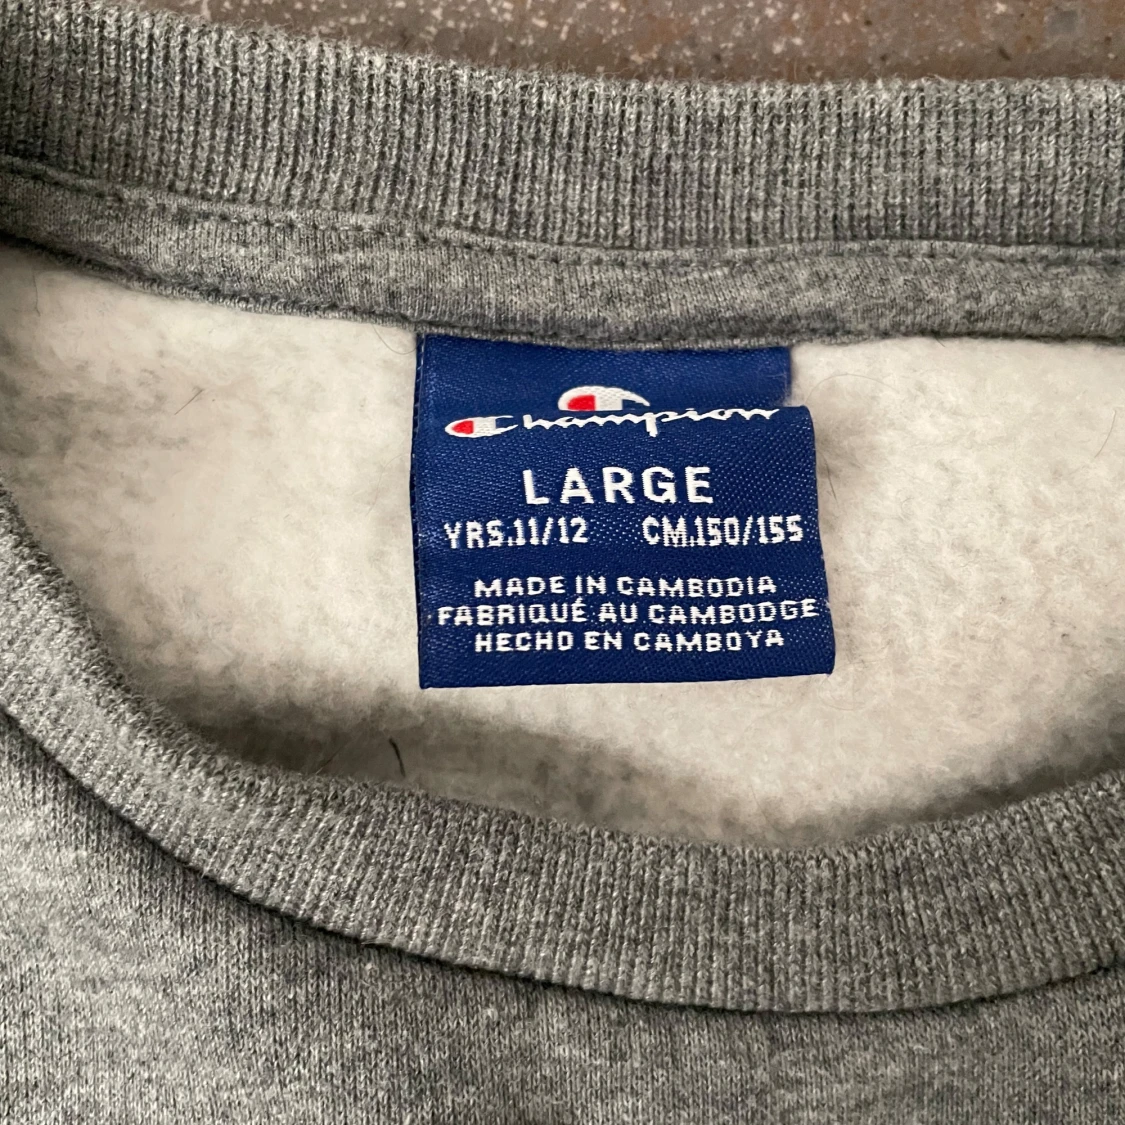 Champion
LARGE
YRS.11/12 CM.150/155
MADE IN CAMBODIA
FABRIQUÉ AU CAMBODGE
HECHO EN CAMBOYA